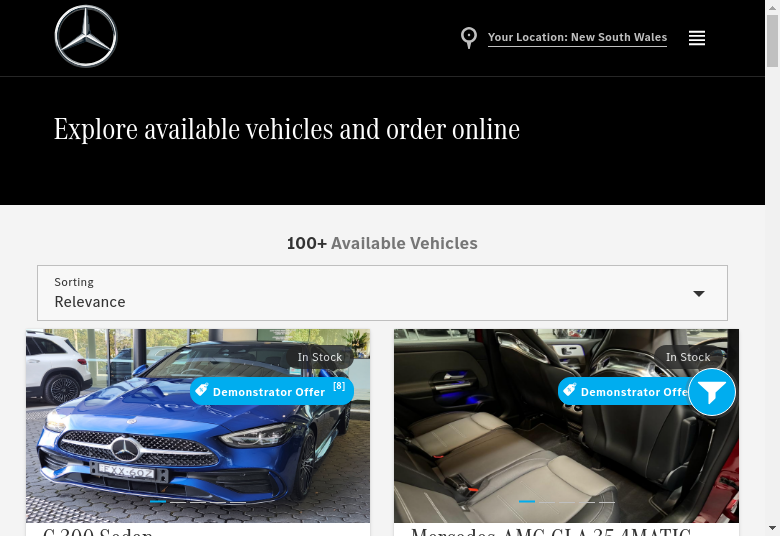 Your Location: New South Wales
Explore available vehicles and order online
100+ Available Vehicles
Sorting
Relevance
In Stock
Demonstrator Offer [8]
In Stock
Demonstrator Offe
C 300 Sedan
Mercedes-AMG GLA 35 4MATIC